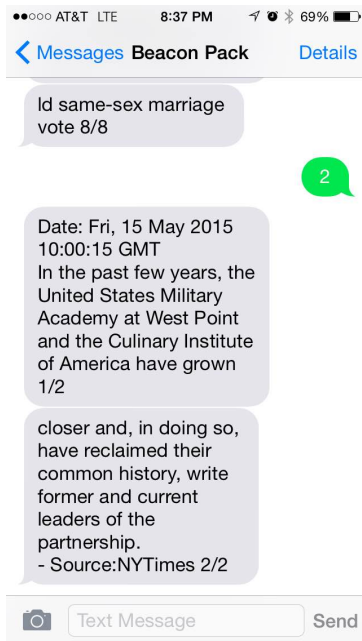 AT&T LTE 8:37 PM 69%
Messages Beacon Pack Details
ld same-sex marriage
vote 8/8
2
Date: Fri, 15 May 2015
10:00:15 GMT
In the past few years, the
United States Military
Academy at West Point
and the Culinary Institute
of America have grown
1/2
closer and, in doing so,
have reclaimed their
common history, write
former and current
leaders of the
partnership.
- Source:NYTimes 2/2
Text Message Send